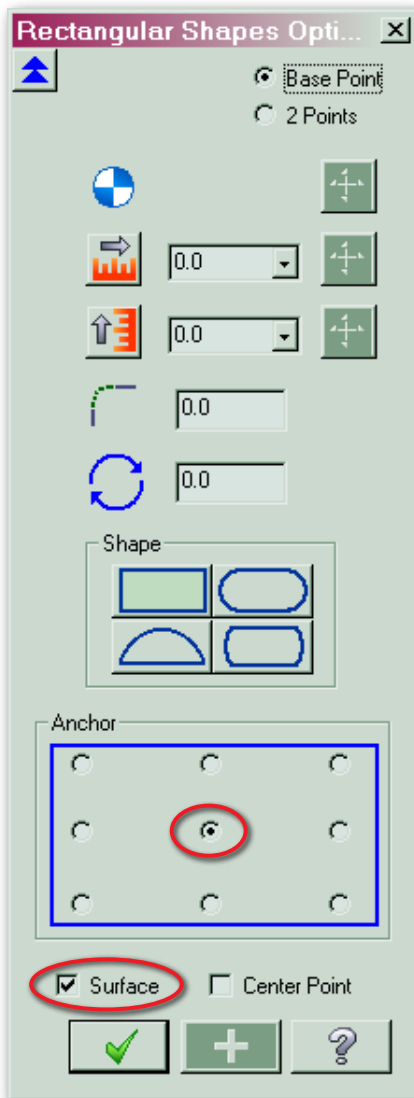 Rectangular Shapes Opti...
Base Point
2 Points
0.0
0.0
0.0
0.0
Shape
Anchor
Surface Center Point